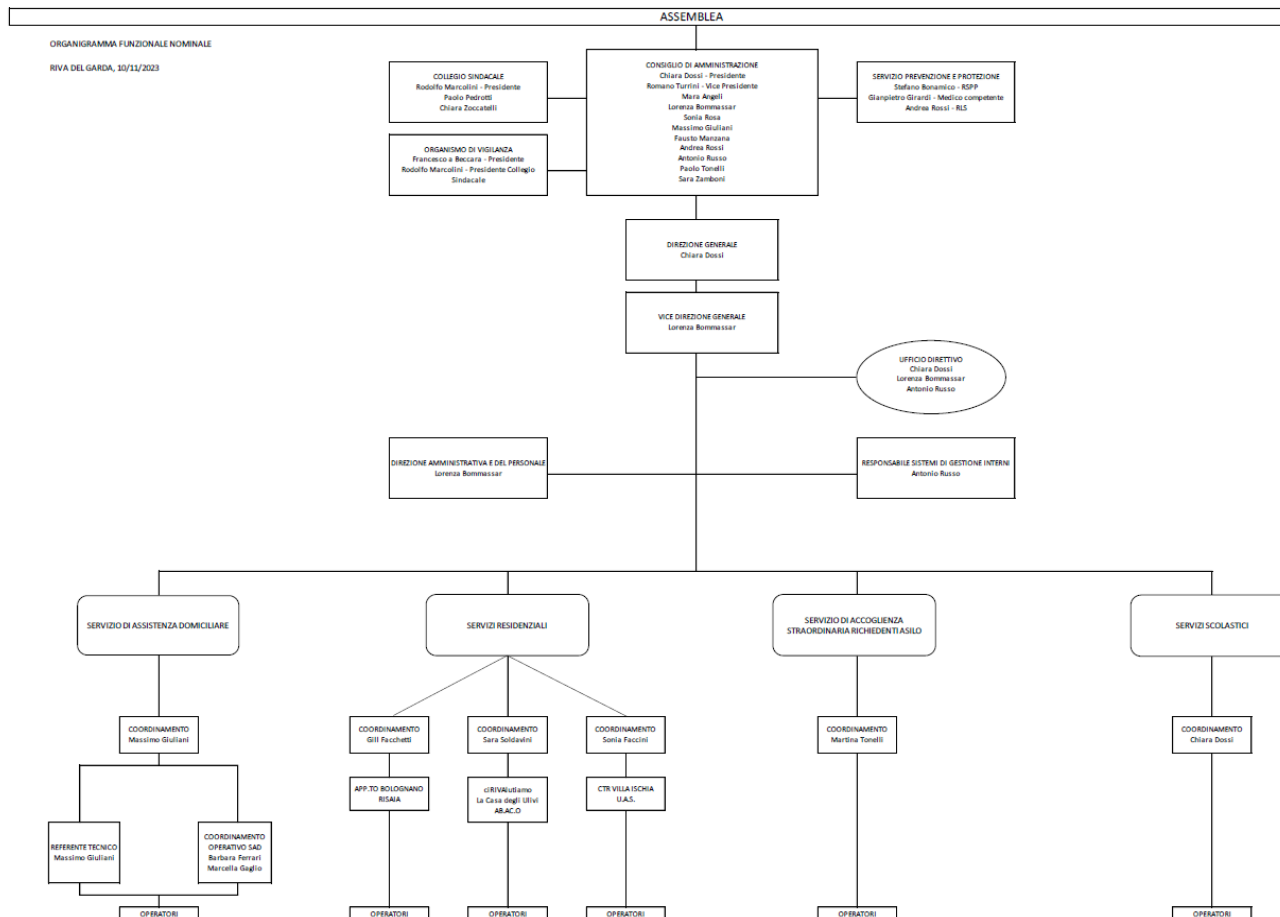 ASSEMBLEA
ORGANIGRAMMA FUNZIONALE NOMINALE
RIVA DEL GARDA, 10/11/2023
COLLEGIO SINDACALE
Rodolfo Marcolini - Presidente
Paolo Pedrotti
Chiara Zoccatelli
CONSIGLIO DI AMMINISTRAZIONE
Chiara Dossi - Presidente
Romano Turrini - Vice Presidente
Mara Angeli
Lorenza Bommassar
Sonia Rosa
Massimo Giuliani
Fausto Manzana
Andrea Rossi
Antonio Russo
Paolo Tonelli
Sara Zamboni
SERVIZIO PREVENZIONE E PROTEZIONE
Stefano Bonamico - RSPP
Gianpietro Girardi - Medico competente
Andrea Rossi - RLS
ORGANISMO DI VIGILANZA
Francesco a Beccara - Presidente
Rodolfo Marcolini - Presidente Collegio
Sindacale
DIREZIONE GENERALE
Chiara Dossi
VICE DIREZIONE GENERALE
Lorenza Bommassar
UFFICIO DIRETTIVO
Chiara Dossi
Lorenza Bommassar
Antonio Russo
DIREZIONE AMMINISTRATIVA E DEL PERSONALE
Lorenza Bommassar
RESPONSABILE SISTEMI DI GESTIONE INTERNI
Antonio Russo
SERVIZIO DI ASSISTENZA DOMICILIARE
SERVIZI RESIDENZIALI
SERVIZIO DI ACCOGLIENZA
STRAORDINARIA RICHIEDENTI ASILO
SERVIZI SCOLASTICI
COORDINAMENTO
Massimo Giuliani
COORDINAMENTO
Gill Facchetti
COORDINAMENTO
Sara Soldavini
COORDINAMENTO
Sonia Faccini
COORDINAMENTO
Martina Tonelli
COORDINAMENTO
Chiara Dossi
APP.TO BOLOGNANO
RISAIA
ciRIVAlutiamo
La Casa degli Ulivi
AB.AC.O
CTR VILLA ISCHIA
U.A.S.
REFERENTE TECNICO
Massimo Giuliani
COORDINAMENTO
OPERATIVO SAD
Barbara Ferrari
Marcella Gaglio
OPERATORI
OPERATORI
OPERATORI
OPERATORI
OPERATORI
OPERATORI